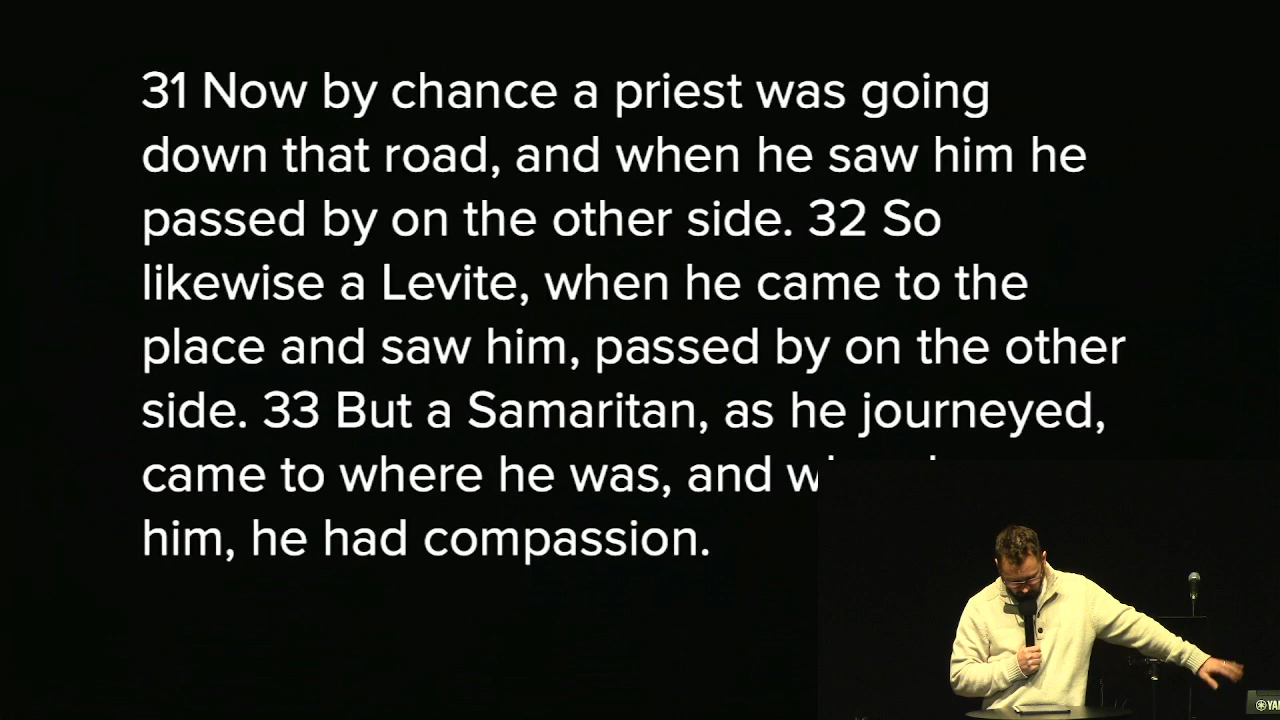 31 Now by chance a priest was going
down that road, and when he saw him he
passed by on the other side. 32 So
likewise a Levite, when he came to the
place and saw him, passed by on the other
side. 33 But a Samaritan, as he journeyed,
came to where he was, and
him, he had compassion.